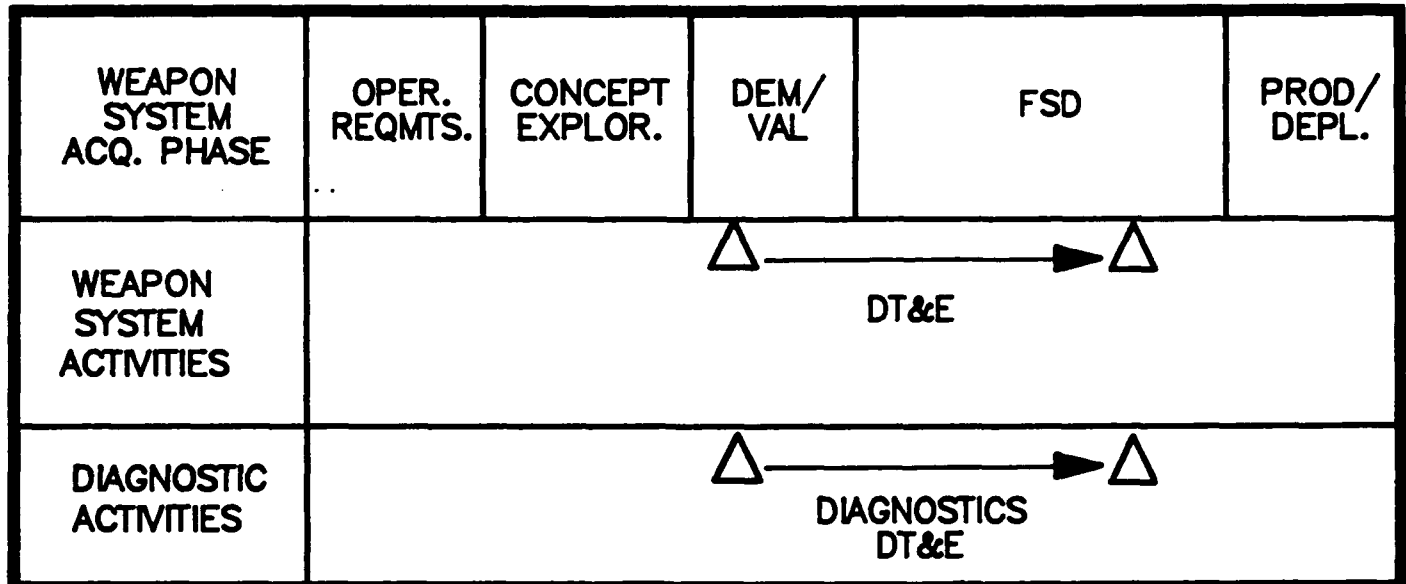 WEAPON
SYSTEM
ACQ. PHASE
OPER.
REQMTS.
CONCEPT
EXPLOR.
DEM/
VAL
FSD
PROD/
DEPL.
WEAPON
SYSTEM
ACTIVITIES
DT&E
DIAGNOSTIC
ACTIVITIES
DIAGNOSTICS
DT&E